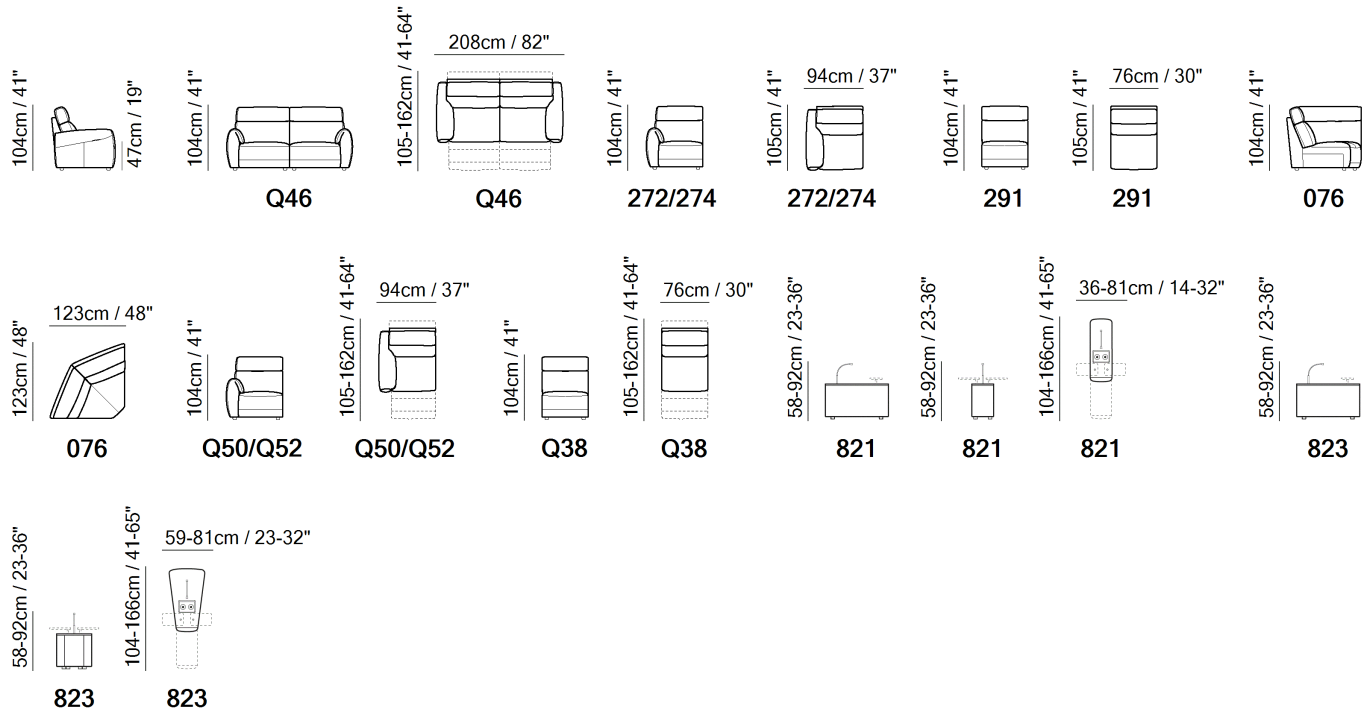 104cm / 41"
47cm / 19"
104cm / 41"
Q46
105-162cm / 41-64"
208cm / 82"
Q46
104cm / 41"
272/274
105cm / 41"
94cm / 37"
272/274
104cm / 41"
291
105cm / 41"
76cm / 30"
291
104cm / 41"
076
123cm / 48"
123cm / 48"
076
104cm / 41"
Q50/Q52
105-162cm / 41-64"
94cm / 37"
Q50/Q52
104cm / 41"
Q38
105-162cm / 41-64"
76cm / 30"
Q38
58-92cm / 23-36"
821
58-92cm / 23-36"
821
104-166cm / 41-65"
36-81cm / 14-32"
821
58-92cm / 23-36"
823
58-92cm / 23-36"
823
104-166cm / 41-65"
59-81cm / 23-32"
823